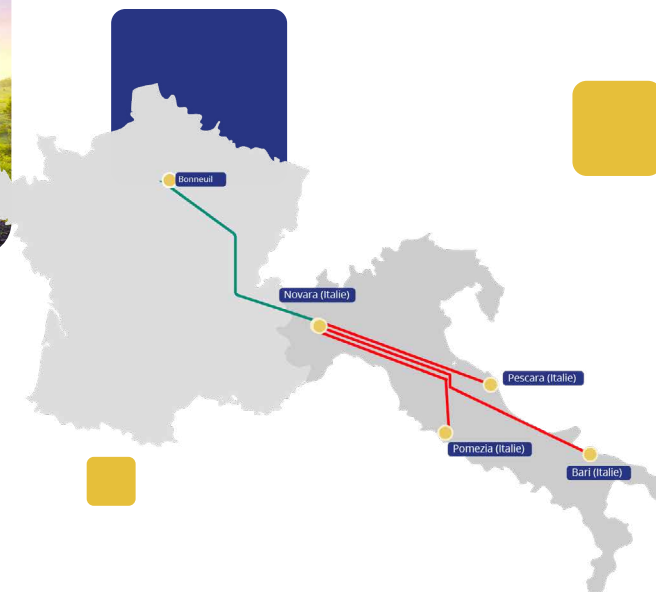 Bonneuil
Novara (Italie)
Pescara (Italie)
Pomezia (Italie)
Bari (Italie)